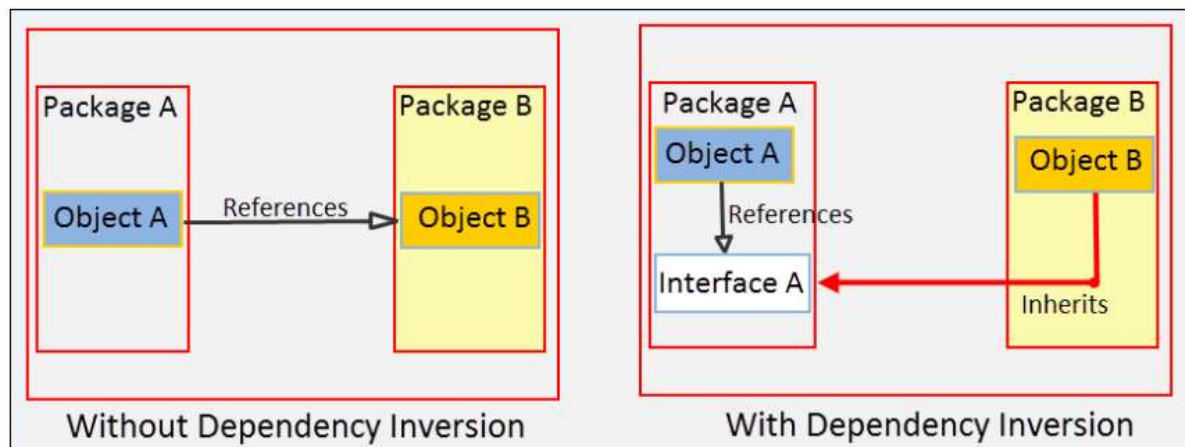 Package A
Package B
Object A
References
Object B
Without Dependency Inversion
Package A
Package B
Object A
Object B
References
Interface A
Inherits
With Dependency Inversion